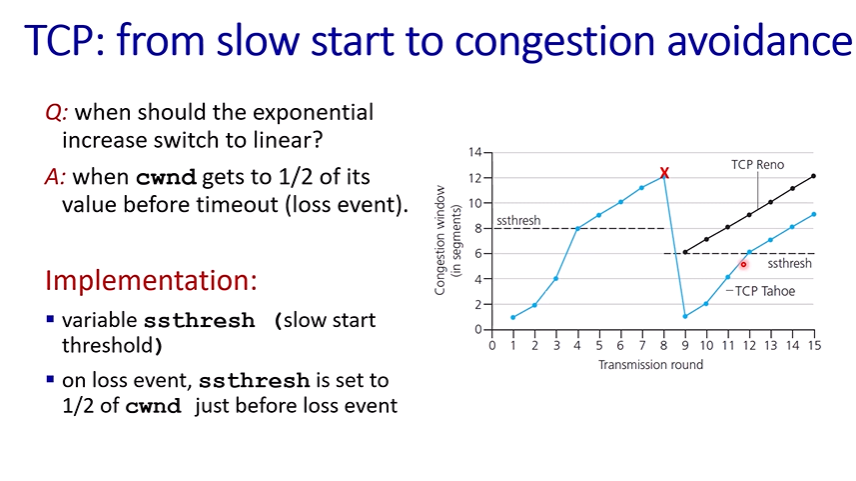 TCP: from slow start to congestion avoidance
Q: when should the exponential
increase switch to linear?
A: when cwnd gets to 1/2 of its
value before timeout (loss event).
Implementation:
▪ variable ssthresh (slow start
threshold)
▪ on loss event, ssthresh is set to
1/2 of cwnd just before loss event
Congestion window
(in segments)
14
12
10
8
6
4
2
0
ssthresh
X
TCP Reno
ssthresh
TCP Tahoe
0 1 2 3 4 5 6 7 8 9 10 11 12 13 14 15
Transmission round